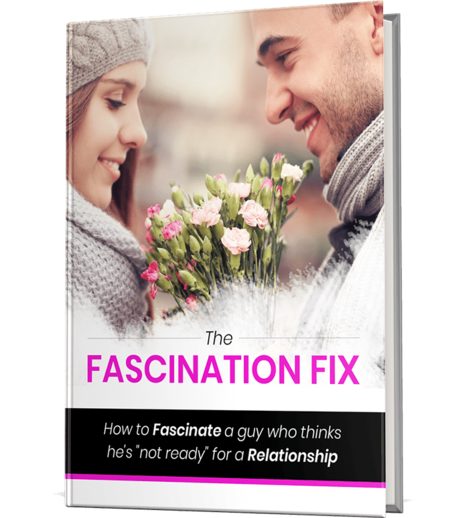 The
FASCINATION FIX
How to Fascinate a guy who thinks
he's "not ready" for a Relationship